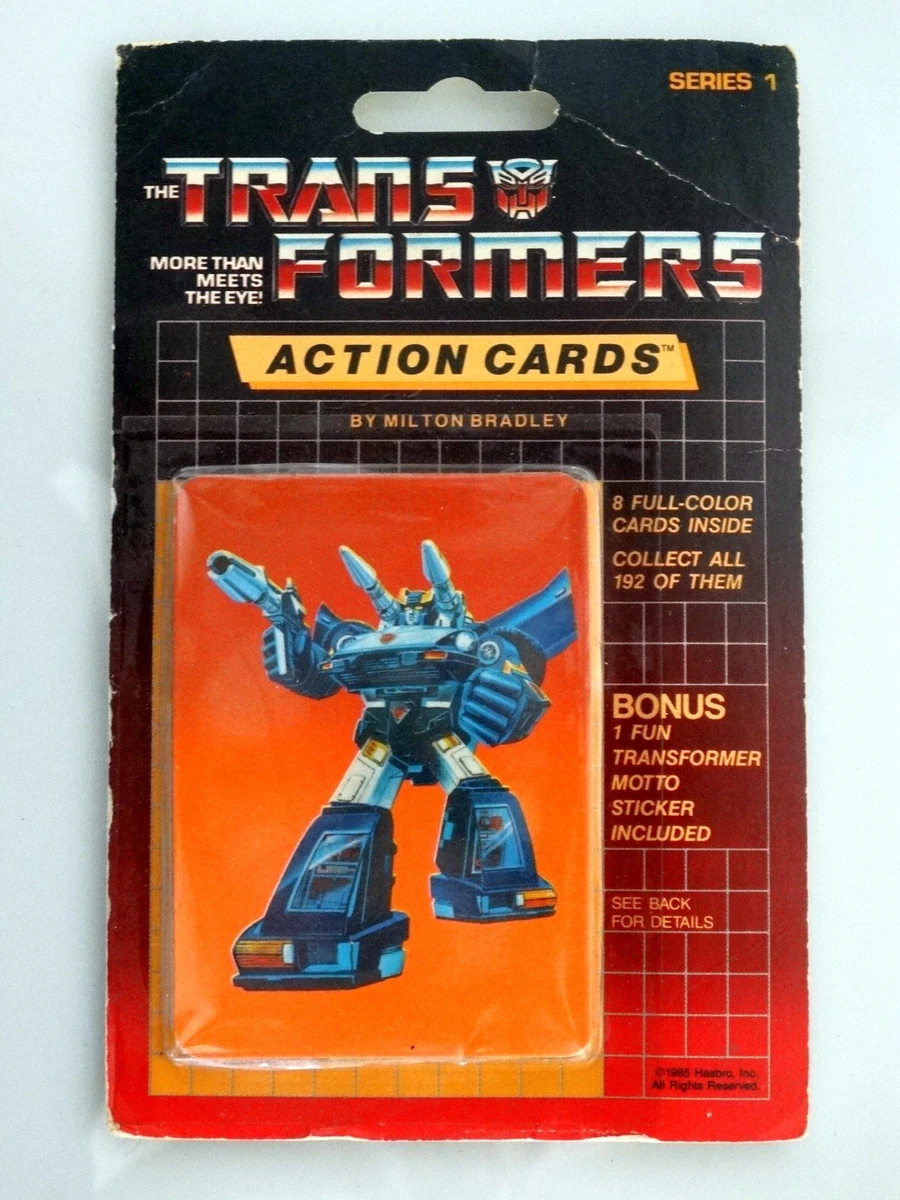 SERIES 1
THE TRANS
MORE THAN
MEETS
THE EYE!
FORMERS
ACTION CARDS™
BY MILTON BRADLEY
8 FULL-COLOR
CARDS INSIDE
COLLECT ALL
192 OF THEM
BONUS
1 FUN
TRANSFORMER
MOTTO
STICKER
INCLUDED
SEE BACK
FOR DETAILS
©1985 Hasbro, Inc.
All Rights Reserved.